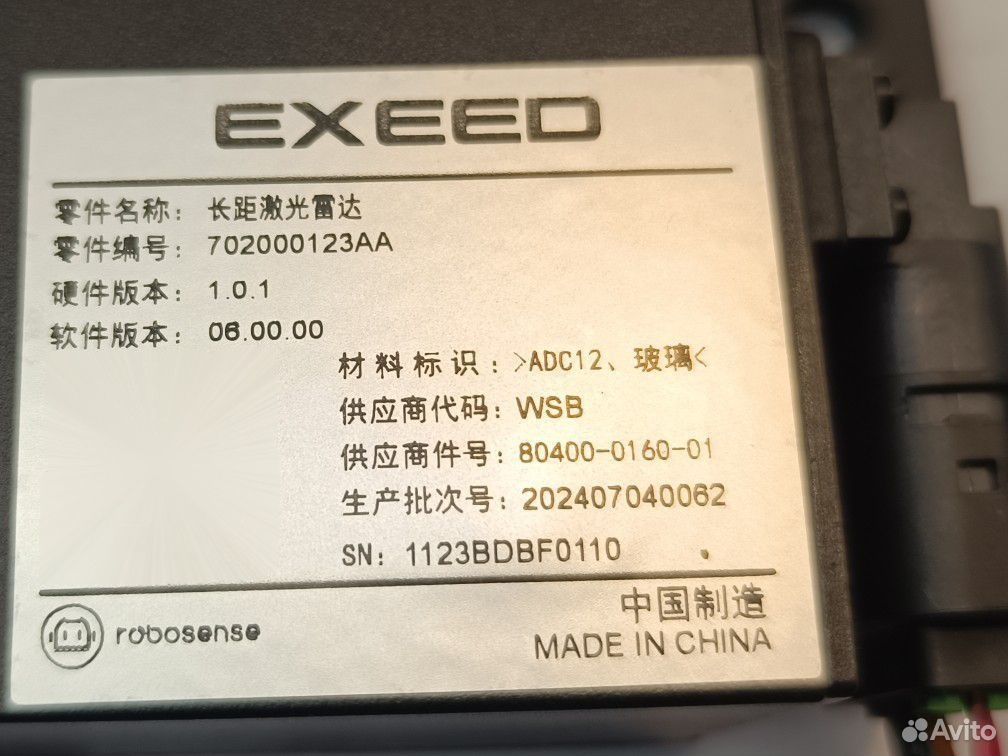 EXEED
零件名称: 长距激光雷达
零件编号: 702000123AA
硬件版本: 1.0.1
软件版本: 06.00.00
材料标识: >ADC12、玻璃<
供应商代码: WSB
供应商件号: 80400-0160-01
生产批次号: 202407040062
SN: 1123BDBF0110
中国制造
robosense
MADE IN CHINA
Avito